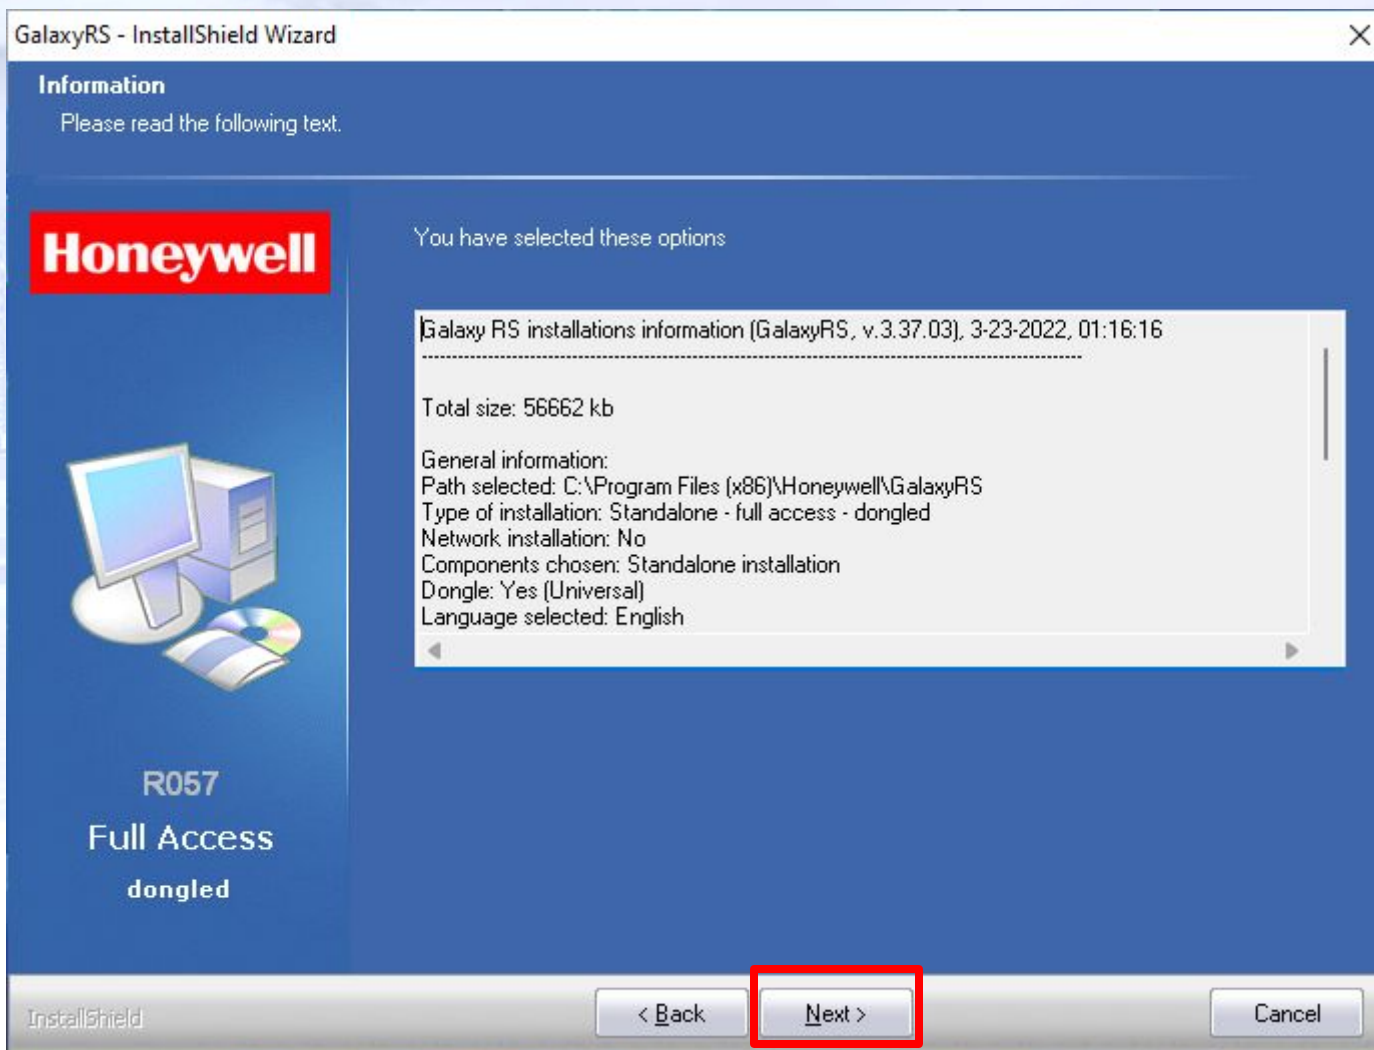 GalaxyRS - InstallShield Wizard
Information
Please read the following text.
Honeywell
You have selected these options
Galaxy RS installations information (GalaxyRS, v.3.37.03), 3-23-2022, 01:16:16
--------------------------------------------------------------------------------------------------------------
Total size: 56662 kb
General information:
Path selected: C:\Program Files (x86)\Honeywell\GalaxyRS
Type of installation: Standalone - full access - dongled
Network installation: No
Components chosen: Standalone installation
Dongle: Yes (Universal)
Language selected: English
R057
Full Access
dongled
InstallShield
< Back
Next >
Cancel